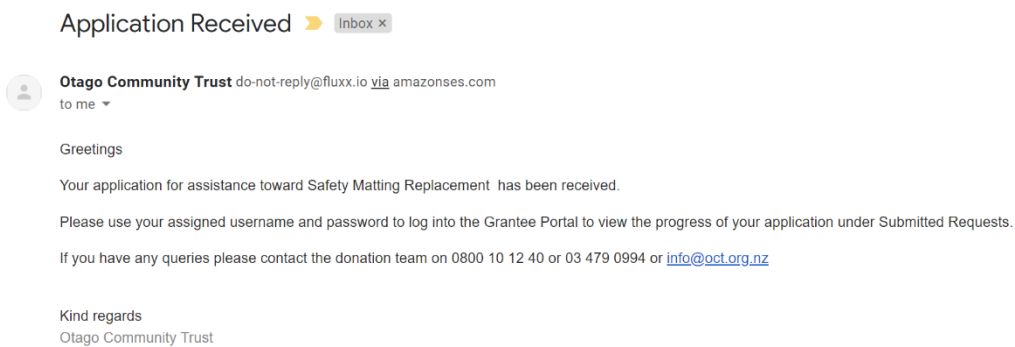 Application Received Inbox ×
Otago Community Trust do-not-reply@fluxx.io via amazonses.com
to me
Greetings
Your application for assistance toward Safety Matting Replacement  has been received.
Please use your assigned username and password to log into the Grantee Portal to view the progress of your application under Submitted Requests.
If you have any queries please contact the donation team on 0800 10 12 40 or 03 479 0994 or info@oct.org.nz
Kind regards
Otago Community Trust